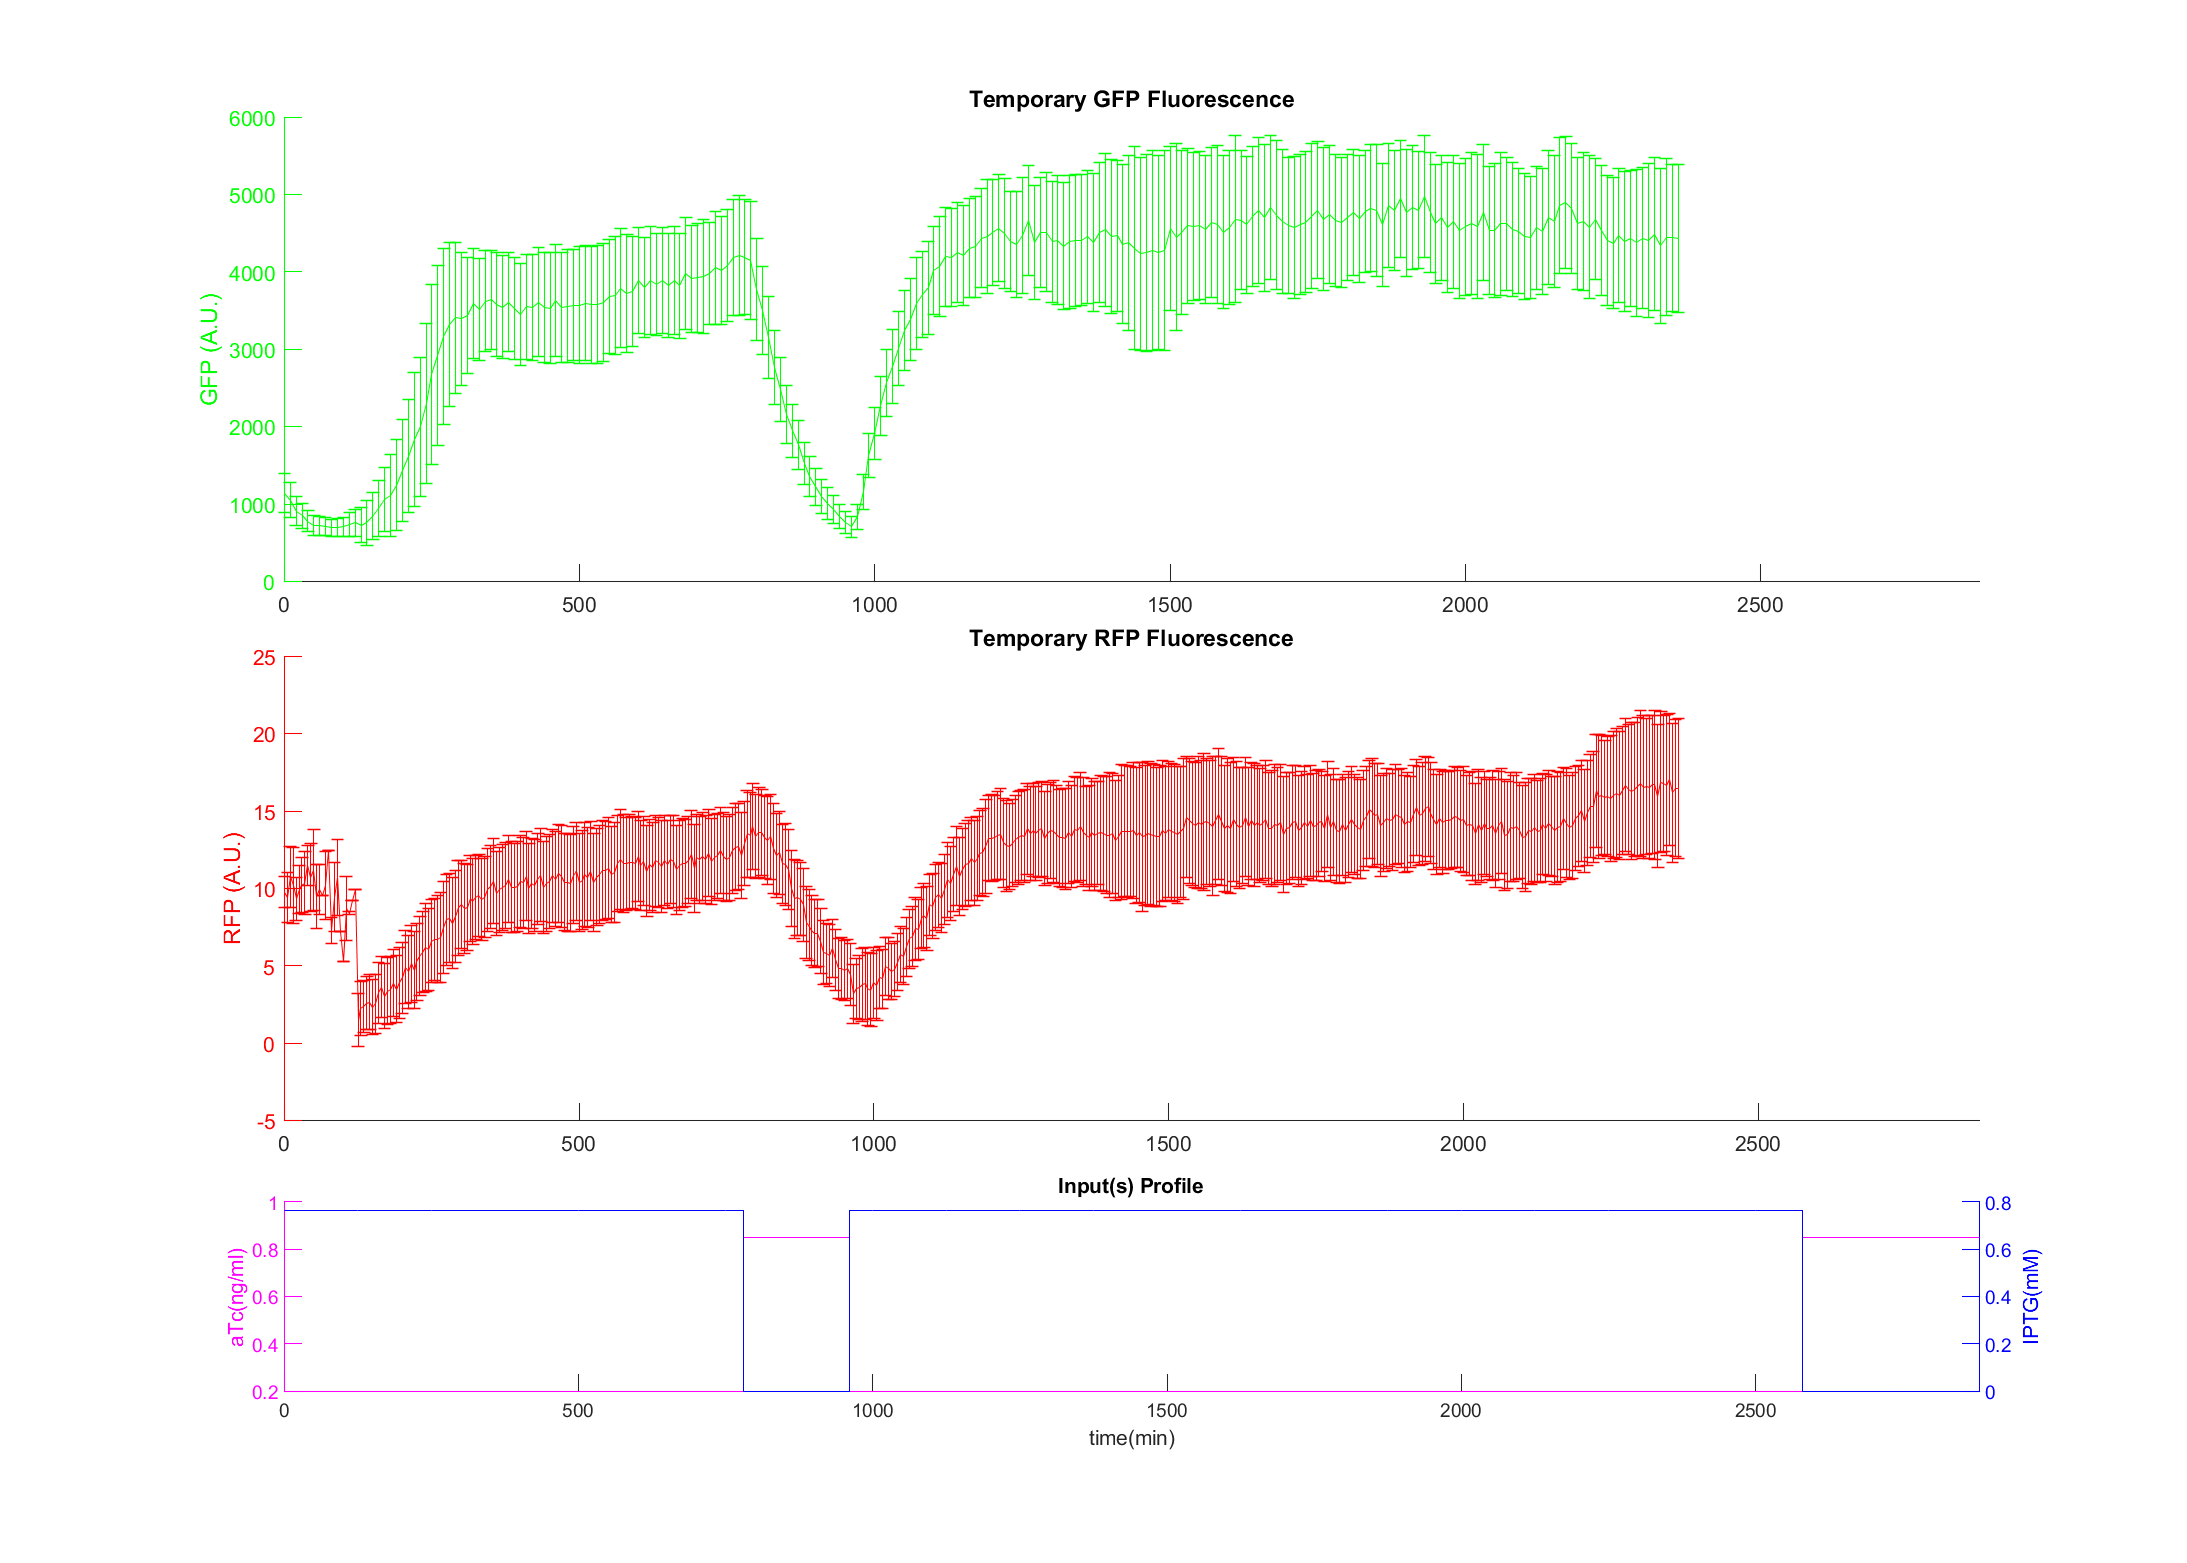 Temporary GFP Fluorescence
6000
5000
4000
3000
2000
1000
0
GFP (A.U.)
0 500 1000 1500 2000 2500
Temporary RFP Fluorescence
25
20
15
10
5
0
-5
RFP (A.U.)
0 500 1000 1500 2000 2500
Input(s) Profile
1
0.8
0.6
0.4
0.2
aTc(ng/ml)
0.8
0.6
0.4
0.2
0
IPTG(mM)
0 500 1000 1500 2000 2500
time(min)